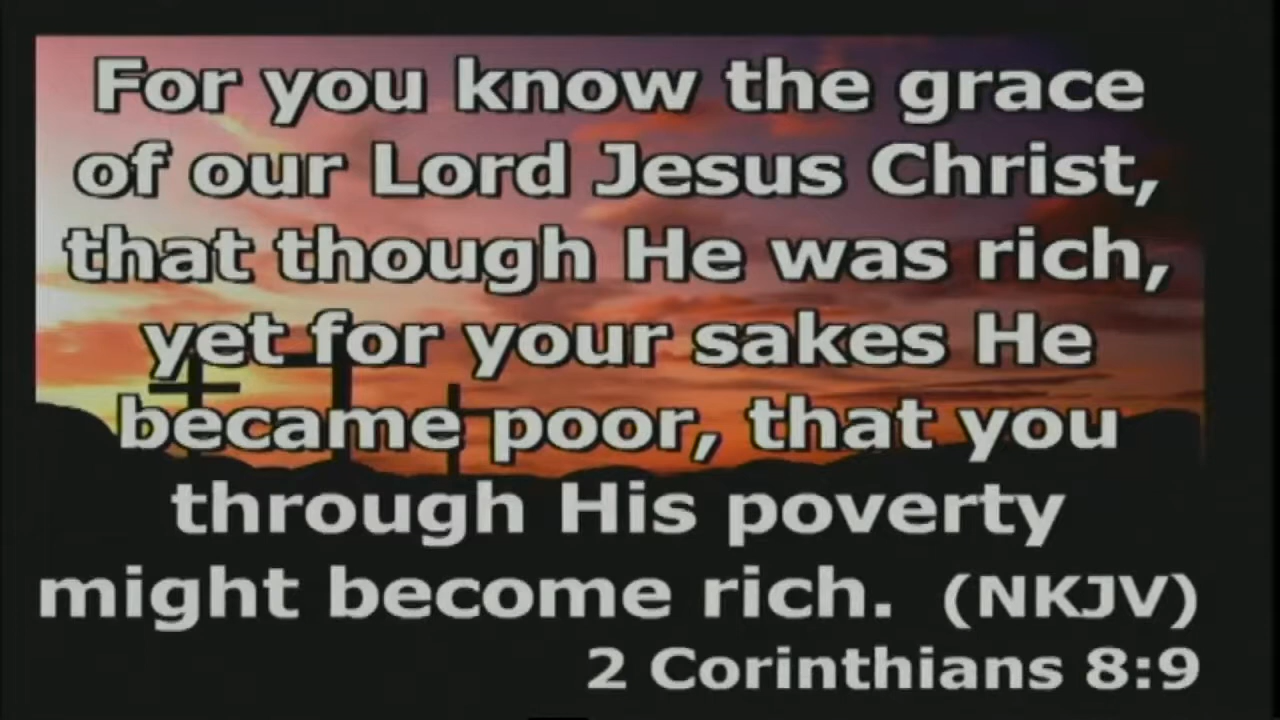 For you know the grace
of our Lord Jesus Christ,
that though He was rich,
yet for your sakes He
became poor, that you
through His poverty
might become rich. (NKJV)
2 Corinthians 8:9